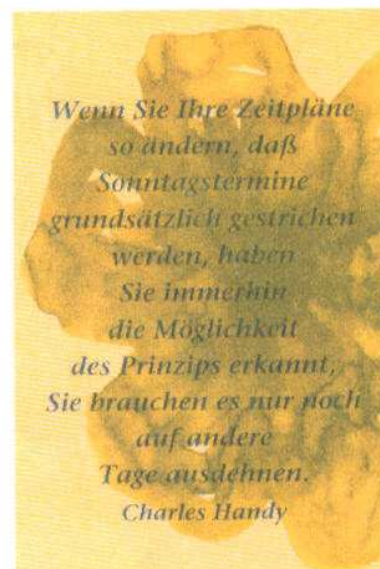 Wenn Sie Ihre Zeitpläne
so ändern, daß
Sonntagstermine
grundsätzlich gestrichen
werden, haben
Sie immerhin
die Möglichkeit
des Prinzips erkannt,
Sie brauchen es nur noch
auf andere
Tage ausdehnen.
Charles Handy